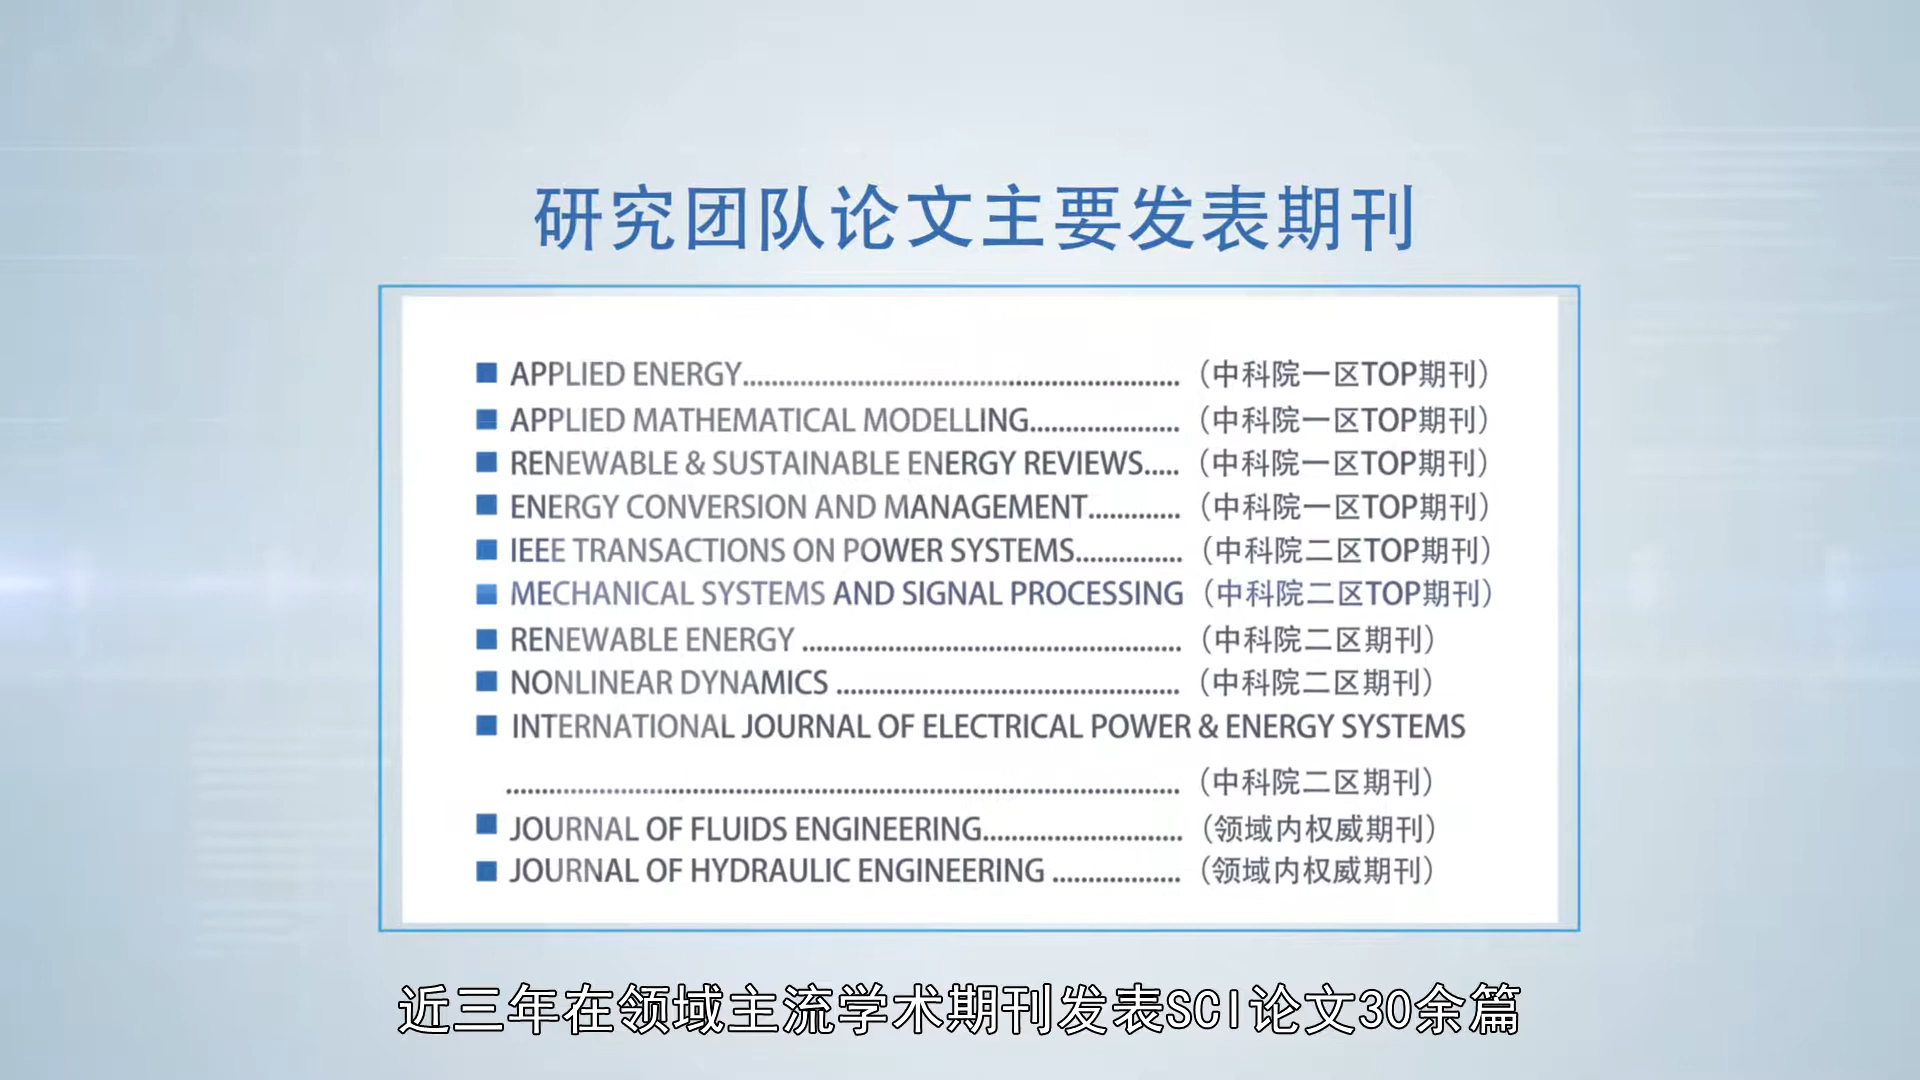 研究团队论文主要发表期刊
APPLIED ENERGY............................................................. （中科院一区TOP期刊）
APPLIED MATHEMATICAL MODELLING..................... （中科院一区TOP期刊）
RENEWABLE & SUSTAINABLE ENERGY REVIEWS..... （中科院一区TOP期刊）
ENERGY CONVERSION AND MANAGEMENT............. （中科院一区TOP期刊）
IEEE TRANSACTIONS ON POWER SYSTEMS............... （中科院二区TOP期刊）
MECHANICAL SYSTEMS AND SIGNAL PROCESSING （中科院二区TOP期刊）
RENEWABLE ENERGY ..................................................... （中科院二区期刊）
NONLINEAR DYNAMICS ................................................ （中科院二区期刊）
INTERNATIONAL JOURNAL OF ELECTRICAL POWER & ENERGY SYSTEMS
.............................................................................................. （中科院二区期刊）
JOURNAL OF FLUIDS ENGINEERING............................ （领域内权威期刊）
JOURNAL OF HYDRAULIC ENGINEERING .................. （领域内权威期刊）
近三年在领域主流学术期刊发表SCI论文30余篇